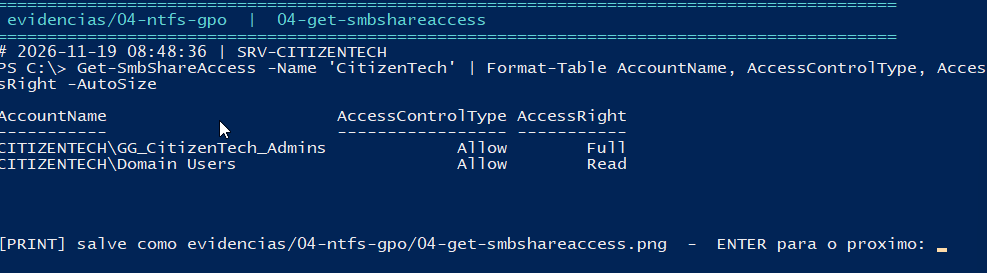 ================================================================================
evidencias/04-ntfs-gpo  |  04-get-smbshareaccess
================================================================================
# 2026-11-19 08:48:36 | SRV-CITIZENTECH
PS C:\> Get-SmbShareAccess -Name 'CitizenTech' | Format-Table AccountName, AccessControlType, Acces
sRight -AutoSize
AccountName                 AccessControlType AccessRight
-----------                 ----------------- -----------
CITIZENTECH\GG_CitizenTech_Admins             Allow        Full
CITIZENTECH\Domain Users                      Allow        Read
[PRINT] salve como evidencias/04-ntfs-gpo/04-get-smbshareaccess.png  -  ENTER para o proximo: